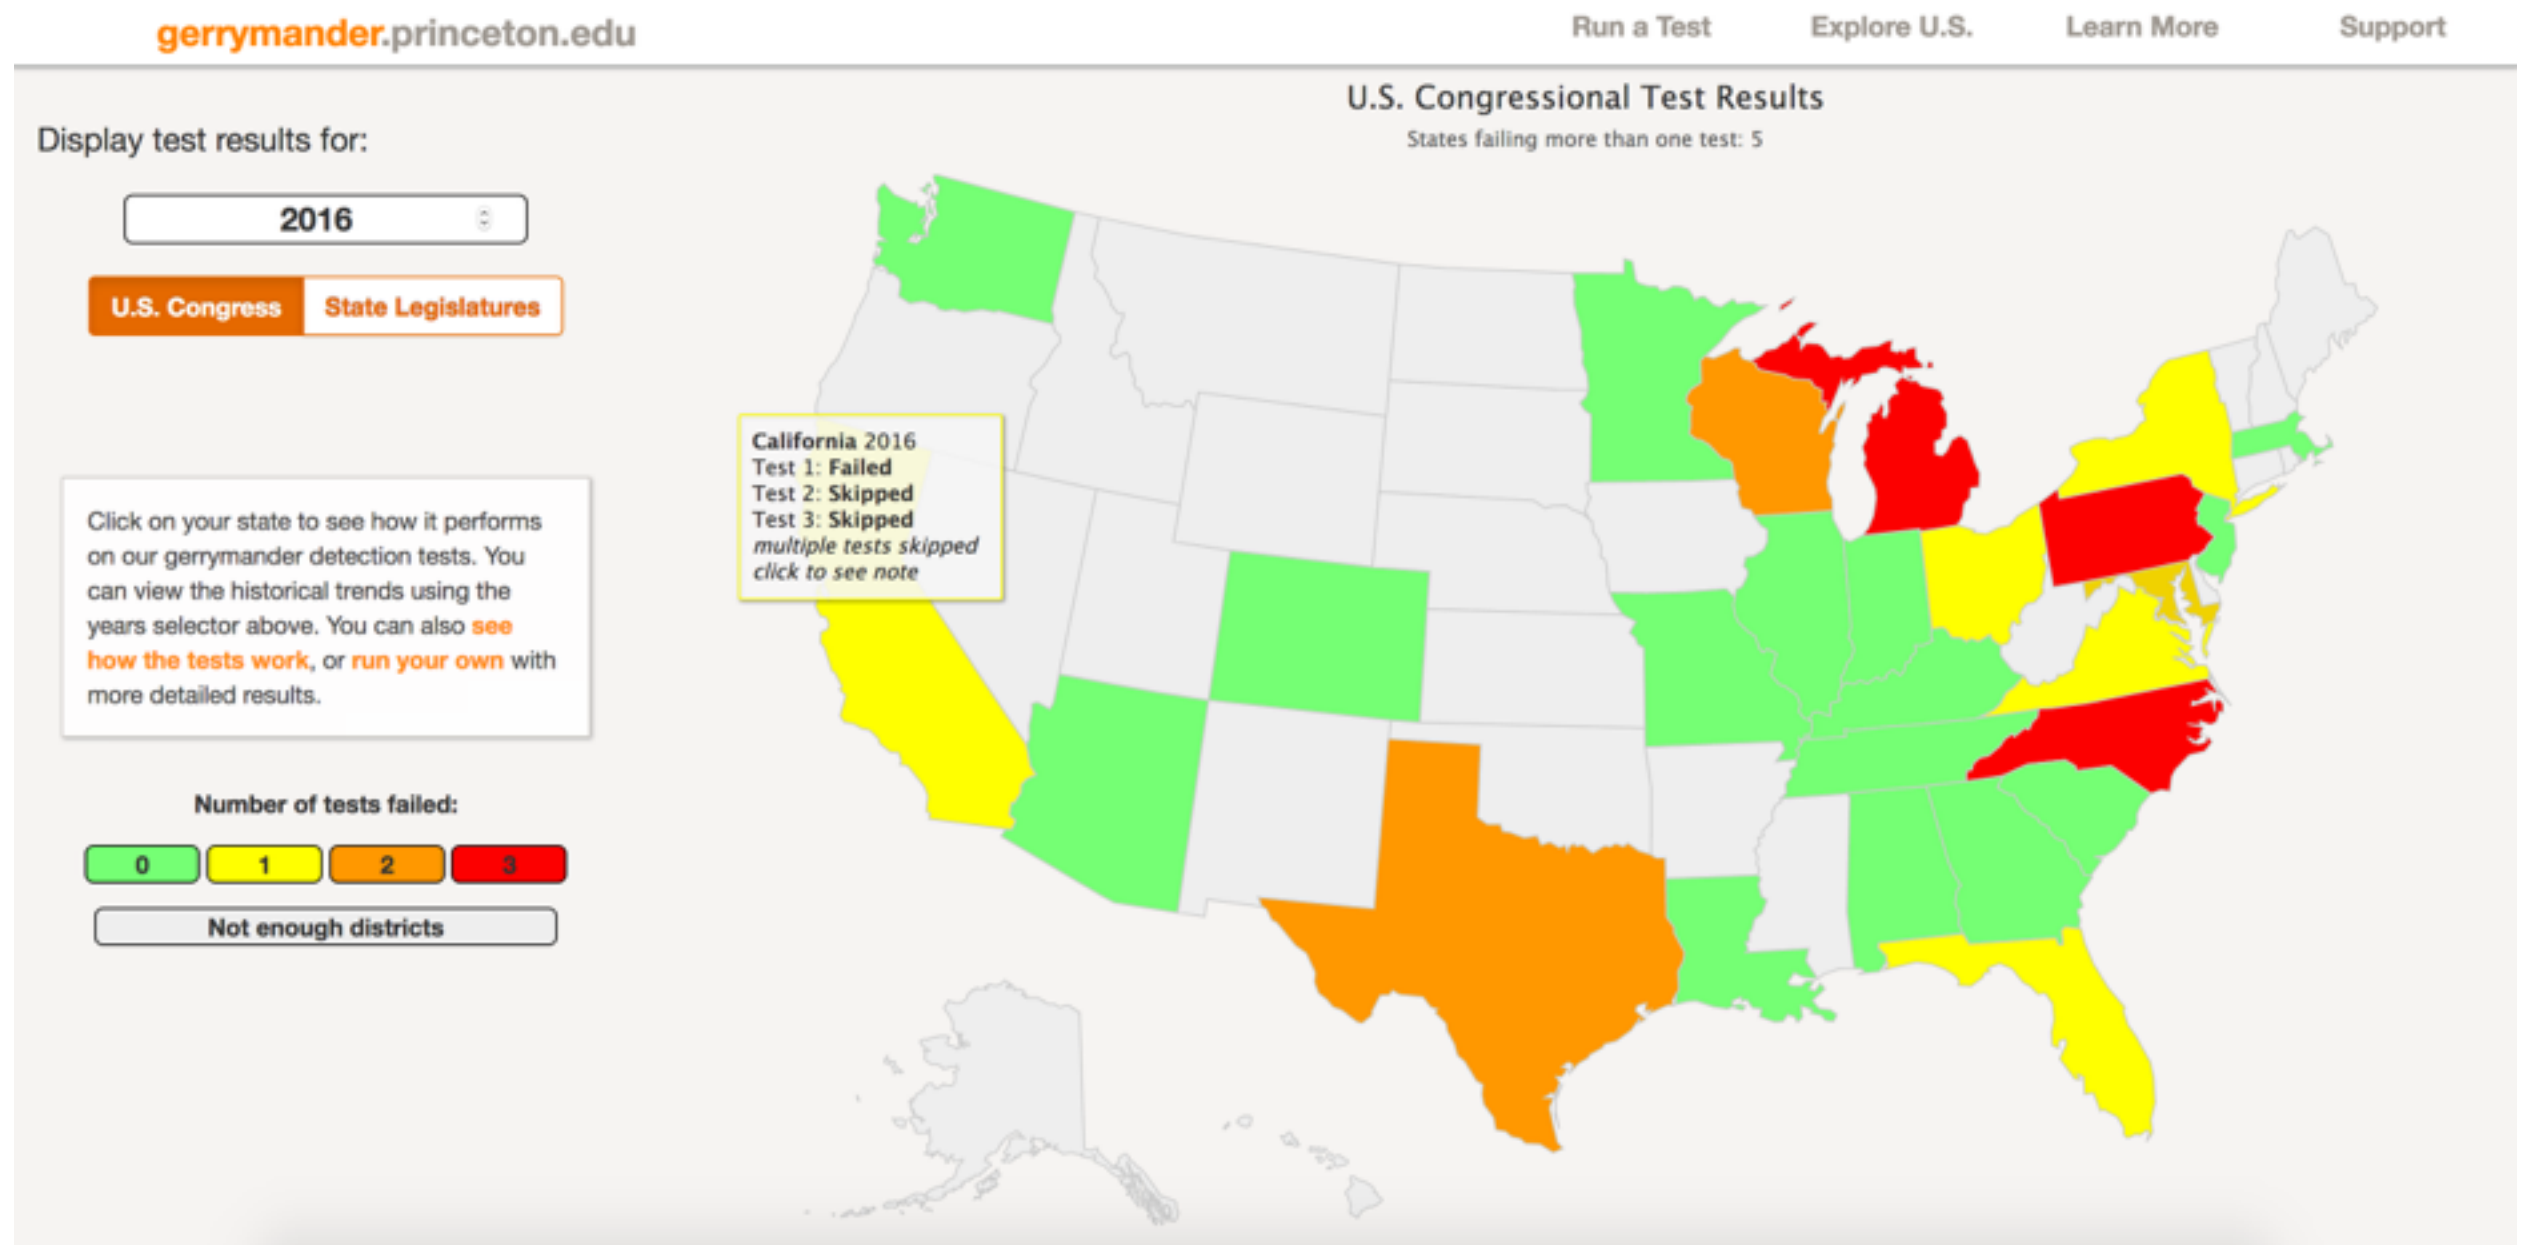 gerrymander.princeton.edu
Run a Test
Explore U.S.
Learn More
Support
U.S. Congressional Test Results
States failing more than one test: 5
Display test results for:
2016
U.S. Congress
State Legislatures
California 2016
Test 1: Failed
Test 2: Skipped
Test 3: Skipped
multiple tests skipped
click to see note
Click on your state to see how it performs
on our gerrymander detection tests. You
can view the historical trends using the
years selector above. You can also see
how the tests work, or run your own with
more detailed results.
Number of tests failed:
0
1
2
3
Not enough districts